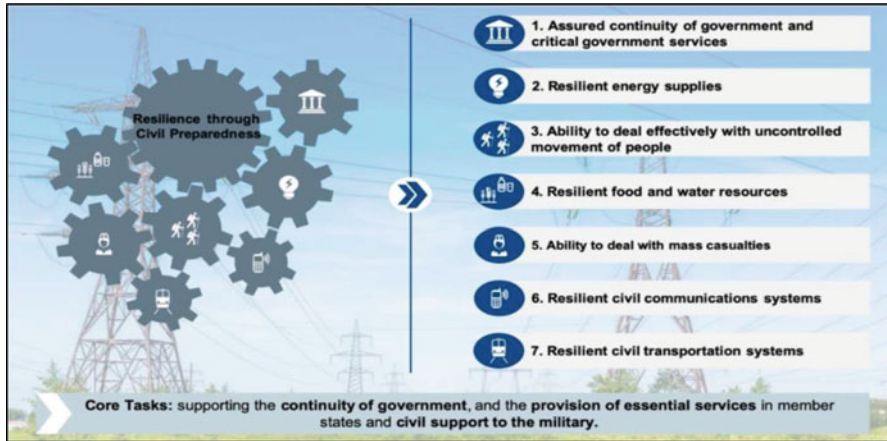 Resilience through
Civil Preparedness
1. Assured continuity of government and
critical government services
2. Resilient energy supplies
3. Ability to deal effectively with uncontrolled
movement of people
4. Resilient food and water resources
5. Ability to deal with mass casualties
6. Resilient civil communications systems
7. Resilient civil transportation systems
Core Tasks: supporting the continuity of government, and the provision of essential services in member
states and civil support to the military.